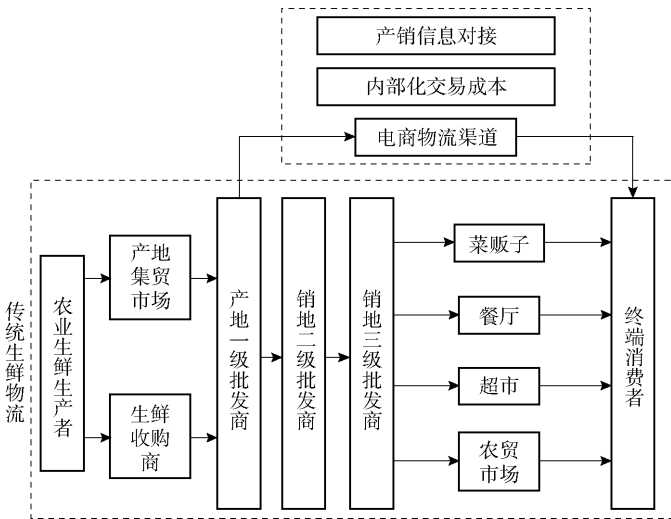 产销信息对接
内部化交易成本
电商物流渠道
传统生鲜物流
农业生鲜生产者
产地
集贸
市场
生鲜
收购
商
产地一级批发商
销地二级批发商
销地三级批发商
菜贩子
餐厅
超市
农贸
市场
终端消费者